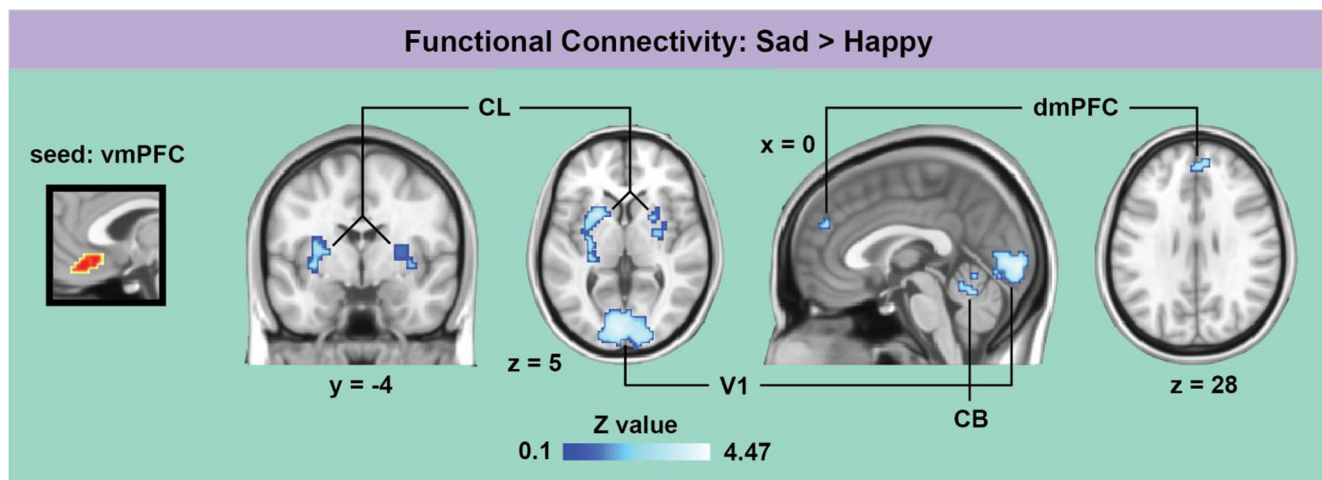 Functional Connectivity: Sad > Happy
seed: vmPFC
CL
dmPFC
x = 0
y = -4
z = 5
V1
CB
z = 28
Z value
0.1 4.47